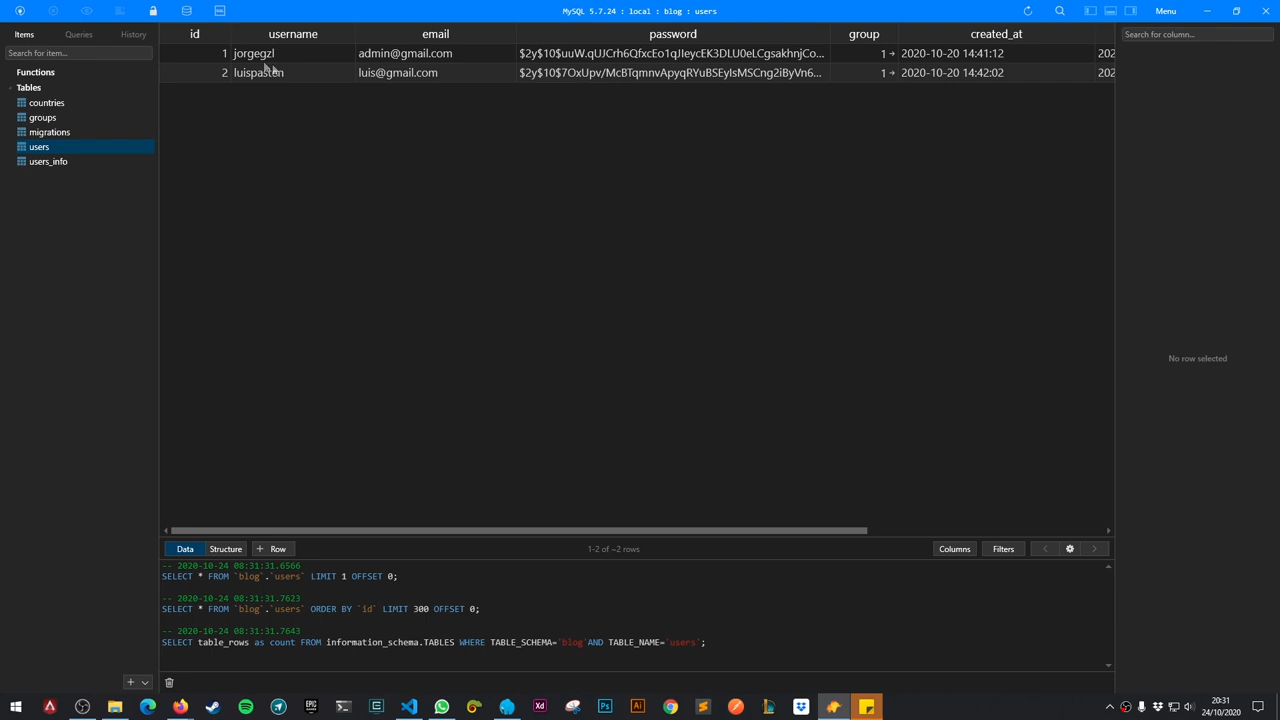 MySQL 5.7.24 : local : blog : users
Menu
Items Queries History
Search for item...
Functions
Tables
countries
groups
migrations
users
users_info
id username email password group created_at
1 jorgegzl admin@gmail.com $2y$10$uuW.qUJCrh6QfxcEo1qJIeycEK3DLU0eLCgsakhnjCo... 1 2020-10-20 14:41:12 202
2 luispasten luis@gmail.com $2y$10$7OxUpv/McBTqmnvApyqRYuBSEyIsMSCng2iByVn6... 1 2020-10-20 14:42:02 202
Search for column...
No row selected
Data Structure + Row 1-2 of ~2 rows Columns Filters
-- 2020-10-24 08:31:31.6566
SELECT * FROM `blog`.`users` LIMIT 1 OFFSET 0;
-- 2020-10-24 08:31:31.7623
SELECT * FROM `blog`.`users` ORDER BY `id` LIMIT 300 OFFSET 0;
-- 2020-10-24 08:31:31.7643
SELECT table_rows as count FROM information_schema.TABLES WHERE TABLE_SCHEMA='blog'AND TABLE_NAME='users';
20:31
24/10/2020